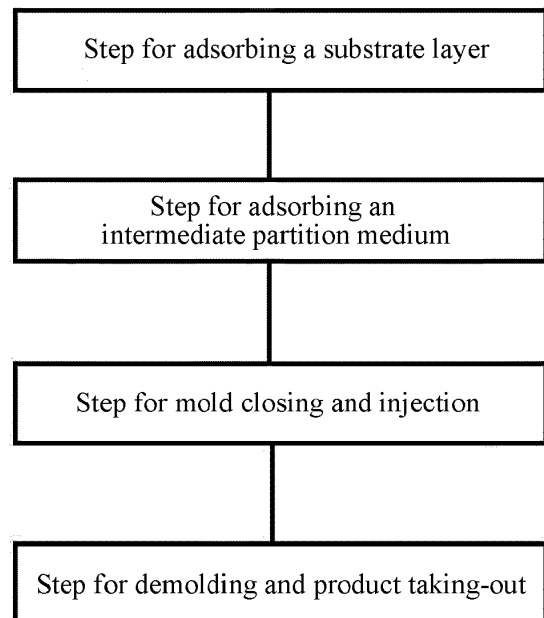 Step for adsorbing a substrate layer
Step for adsorbing an
intermediate partition medium
Step for mold closing and injection
Step for demolding and product taking-out